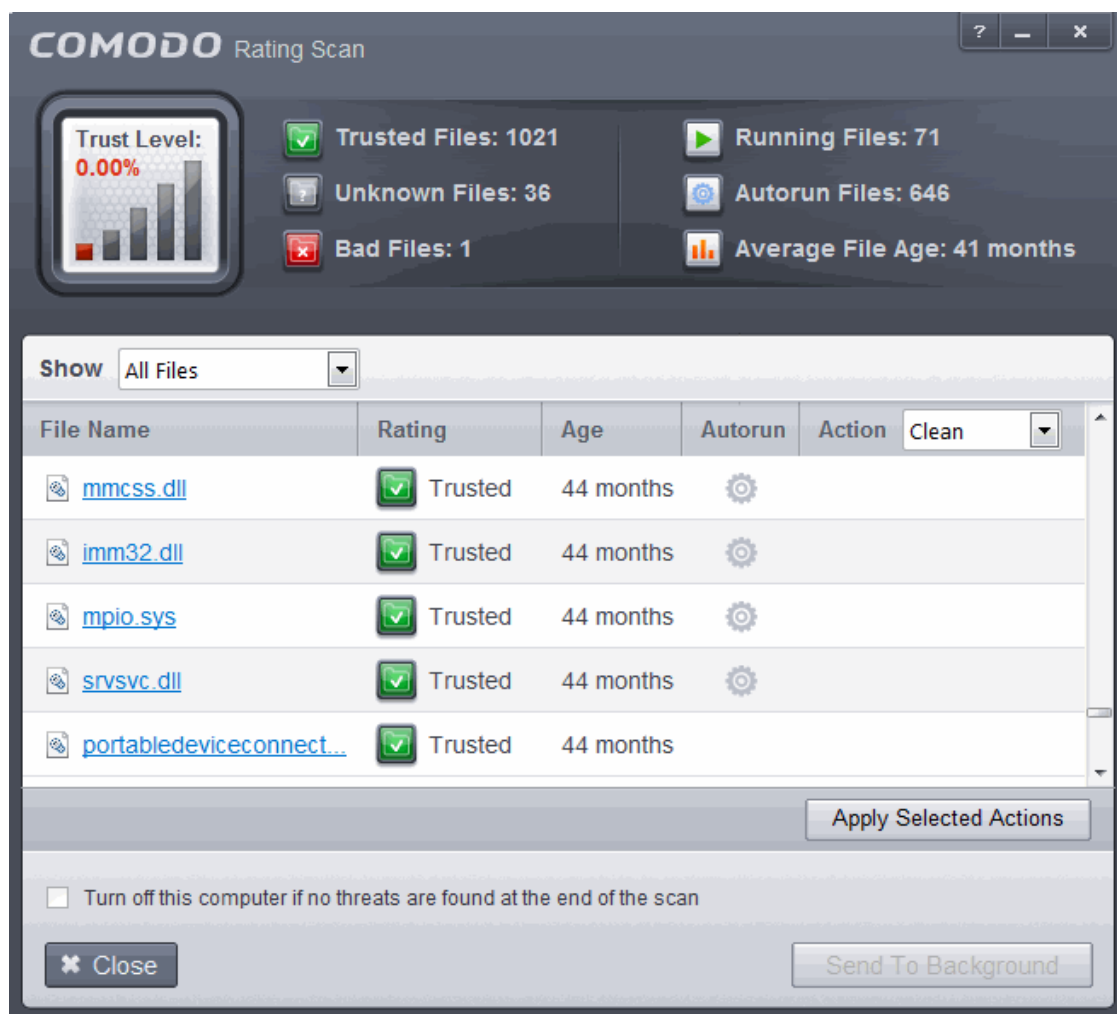 COMODO Rating Scan
? – ×
Trust Level:
0.00%
Trusted Files: 1021
Unknown Files: 36
Bad Files: 1
Running Files: 71
Autorun Files: 646
Average File Age: 41 months
Show All Files
File Name Rating Age Autorun Action Clean
mmcss.dll Trusted 44 months
imm32.dll Trusted 44 months
mpio.sys Trusted 44 months
srvsvc.dll Trusted 44 months
portabledeviceconnect... Trusted 44 months
Apply Selected Actions
Turn off this computer if no threats are found at the end of the scan
Close
Send To Background